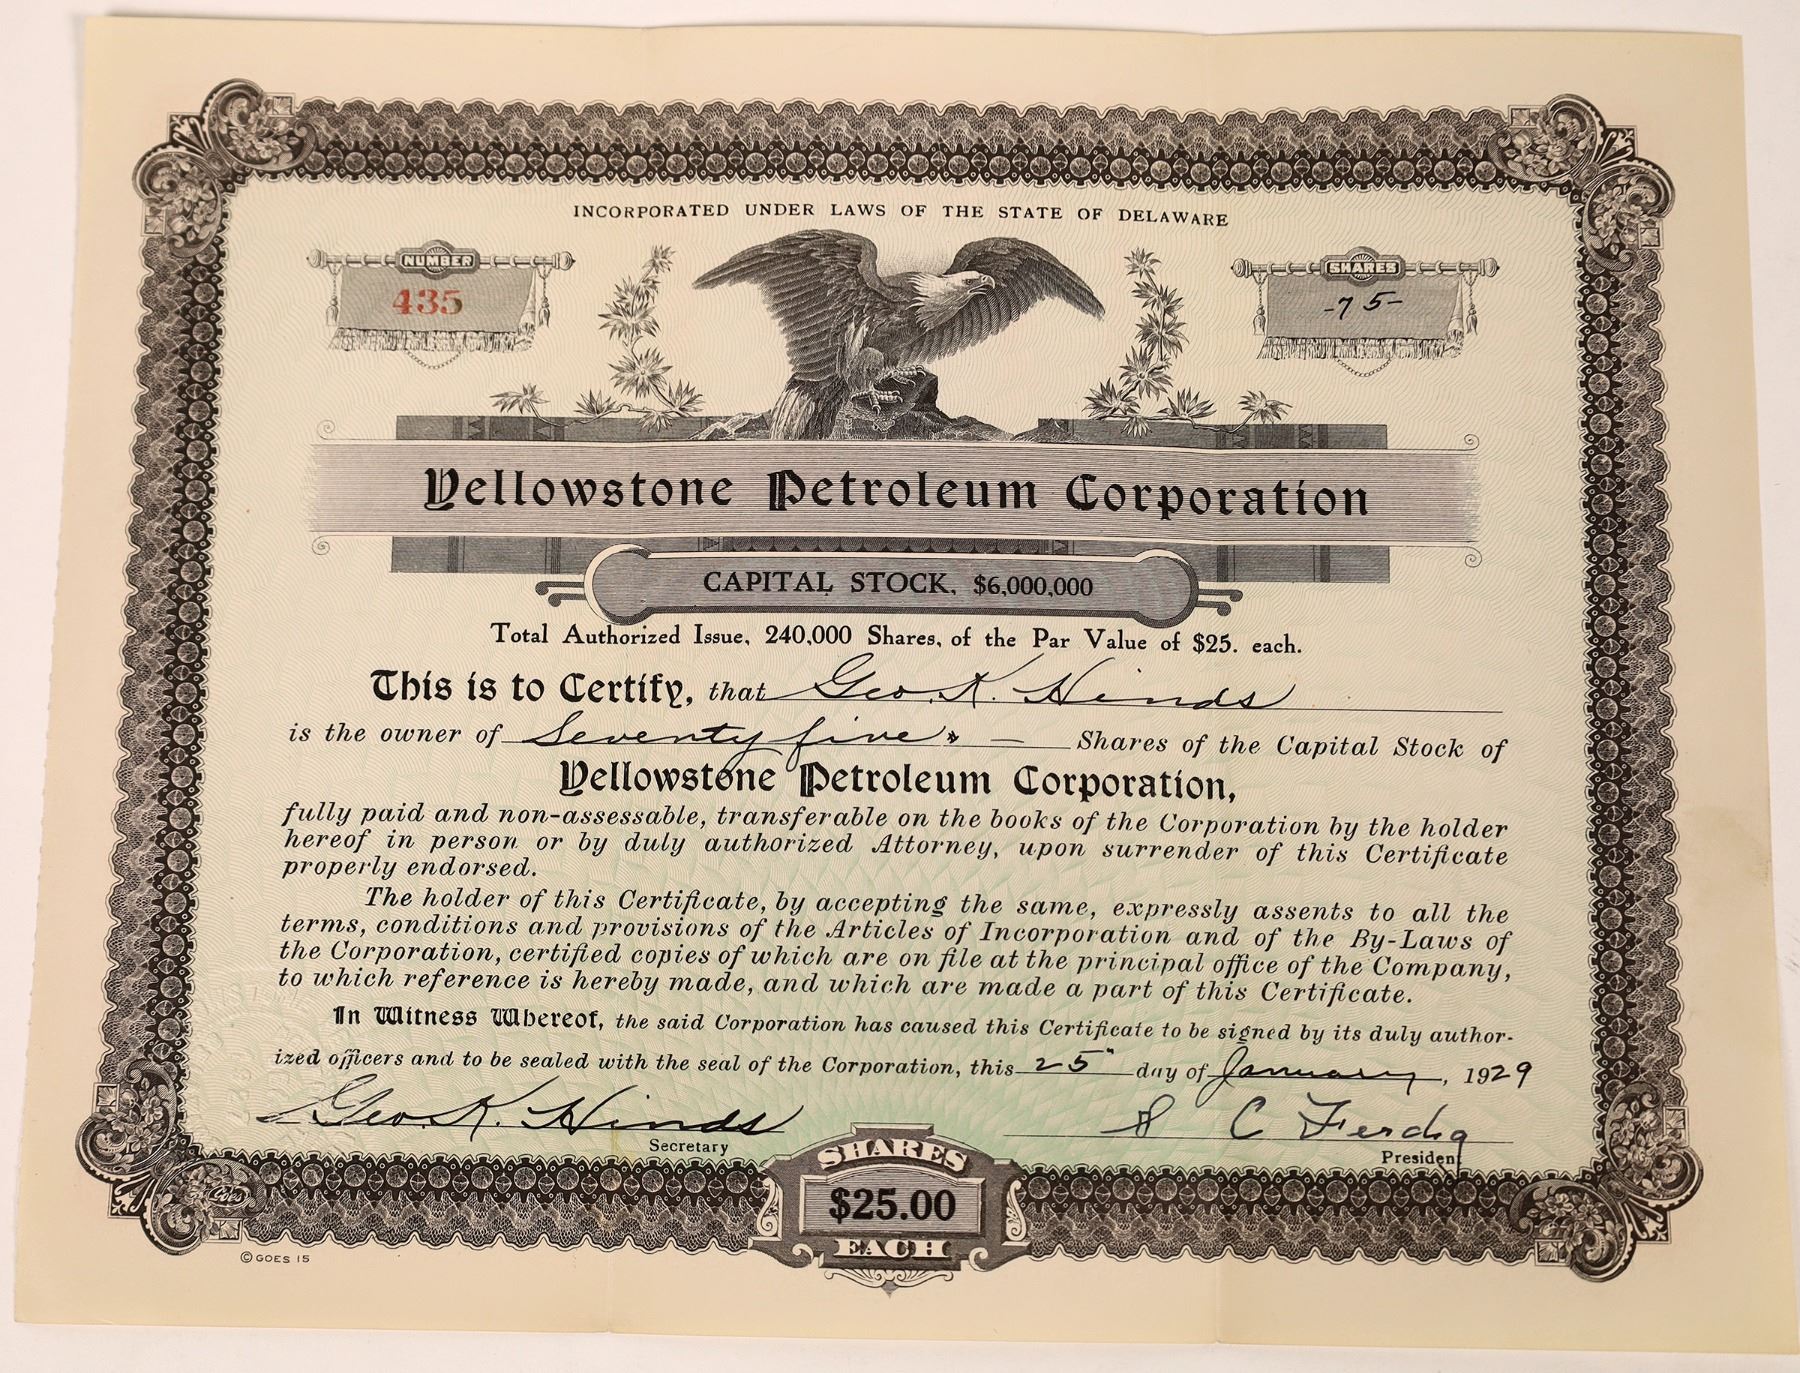 INCORPORATED UNDER LAWS OF THE STATE OF DELAWARE
NUMBER
435
SHARES
-75-
Yellowstone Petroleum Corporation
CAPITAL STOCK, $6,000,000
Total Authorized Issue, 240,000 Shares, of the Par Value of $25. each.
This is to Certify, that Geo. K. Hinds
is the owner of Seventy five - Shares of the Capital Stock of
Yellowstone Petroleum Corporation,
fully paid and non-assessable, transferable on the books of the Corporation by the holder
hereof in person or by duly authorized Attorney, upon surrender of this Certificate
properly endorsed.
The holder of this Certificate, by accepting the same, expressly assents to all the
terms, conditions and provisions of the Articles of Incorporation and of the By-Laws of
the Corporation, certified copies of which are on file at the principal office of the Company,
to which reference is hereby made, and which are made a part of this Certificate.
In Witness Whereof, the said Corporation has caused this Certificate to be signed by its duly author-
ized officers and to be sealed with the seal of the Corporation, this 25" day of January, 1929
Geo. K. Hinds
Secretary
S C Ferdig
President
SHARES
$25.00
EACH
Goes
© GOES 15